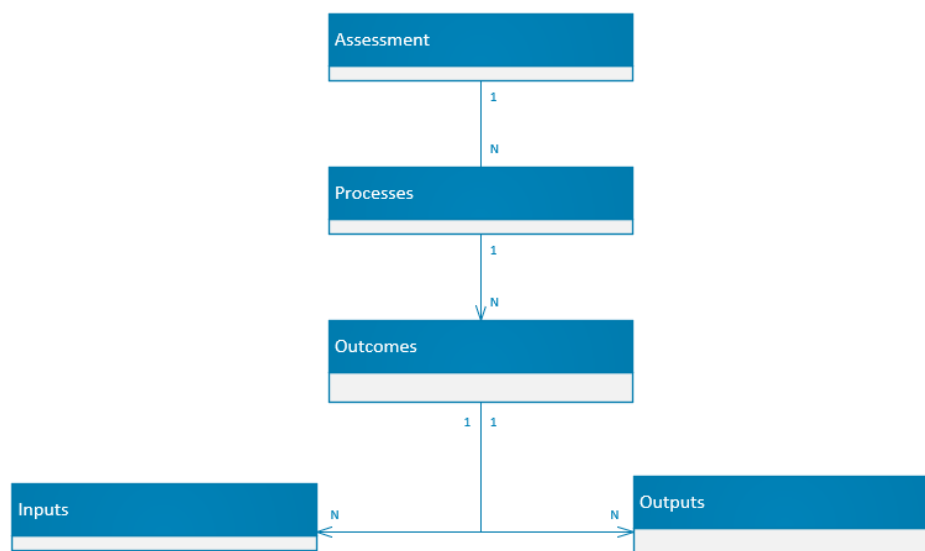 Assessment
1
N
Processes
1
N
Outcomes
1 1
Inputs
N
N
Outputs